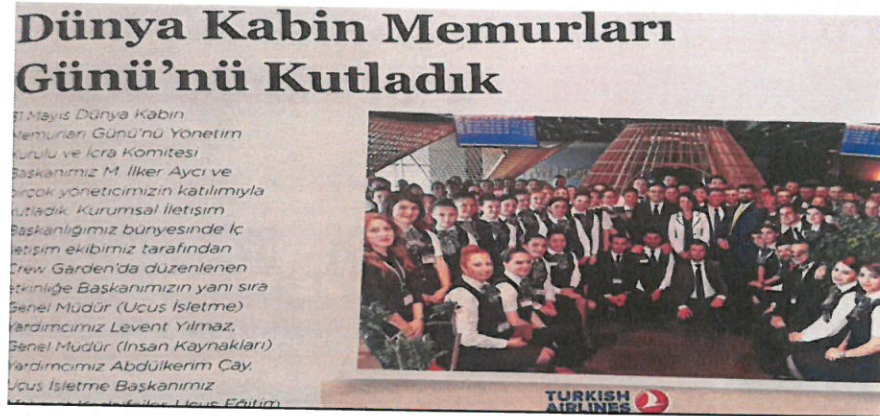 Dünya Kabin Memurları
Günü'nü Kutladık
31 Mayıs Dünya Kabin
Memurları Günü'nü Yönetim
Kurulu ve İcra Komitesi
Başkanımız M. İlker Aycı ve
birçok yöneticimizin katılımıyla
kutladık. Kurumsal İletişim
Başkanlığımız bünyesinde İç
İletişim ekibimiz tarafından
Crew Garden'da düzenlenen
etkinliğe Başkanımızın yanı sıra
Genel Müdür (Uçuş İşletme)
Yardımcımız Levent Yılmaz,
Genel Müdür (İnsan Kaynakları)
Yardımcımız Abdülkerim Çay,
Uçuş İşletme Başkanımız
Uçuş Eğitim
TURKISH
AIRLINES